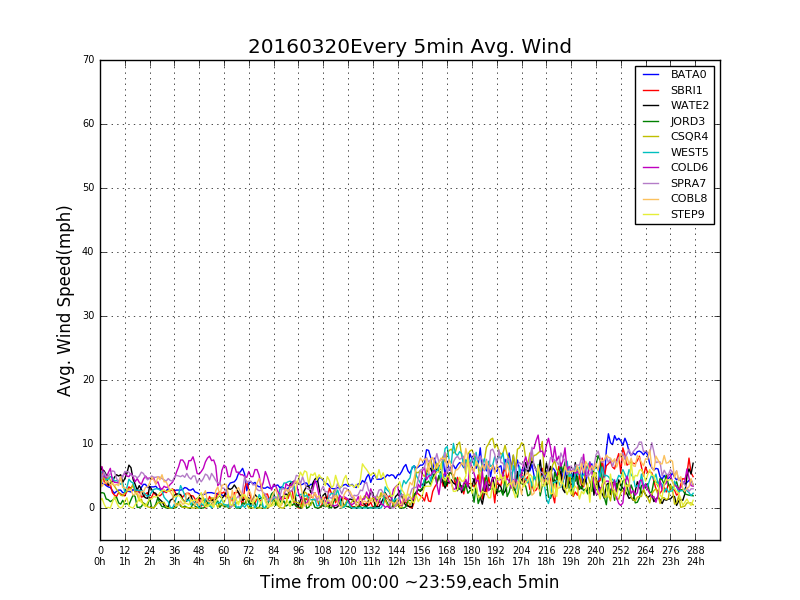 20160320Every 5min Avg. Wind
70
60
50
40
30
20
10
0
Avg. Wind Speed(mph)
BATA0
SBRI1
WATE2
JORD3
CSQR4
WEST5
COLD6
SPRA7
COBL8
STEP9
0 12 24 36 48 60 72 84 96 108 120 132 144 156 168 180 192 204 216 228 240 252 264 276 288
0h 1h 2h 3h 4h 5h 6h 7h 8h 9h 10h 11h 12h 13h 14h 15h 16h 17h 18h 19h 20h 21h 22h 23h 24h
Time from 00:00 ~23:59,each 5min